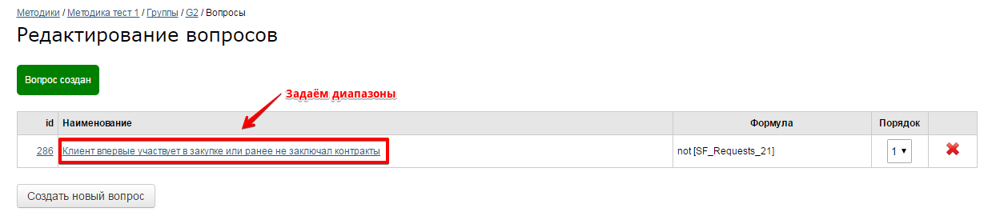 Методики / Методика тест 1 / Группы / G2 / Вопросы
Редактирование вопросов
Вопрос создан
Задаём диапазоны
id Наименование Формула Порядок
286 Клиент впервые участвует в закупке или ранее не заключал контракты not [SF_Requests_21] 1
Создать новый вопрос